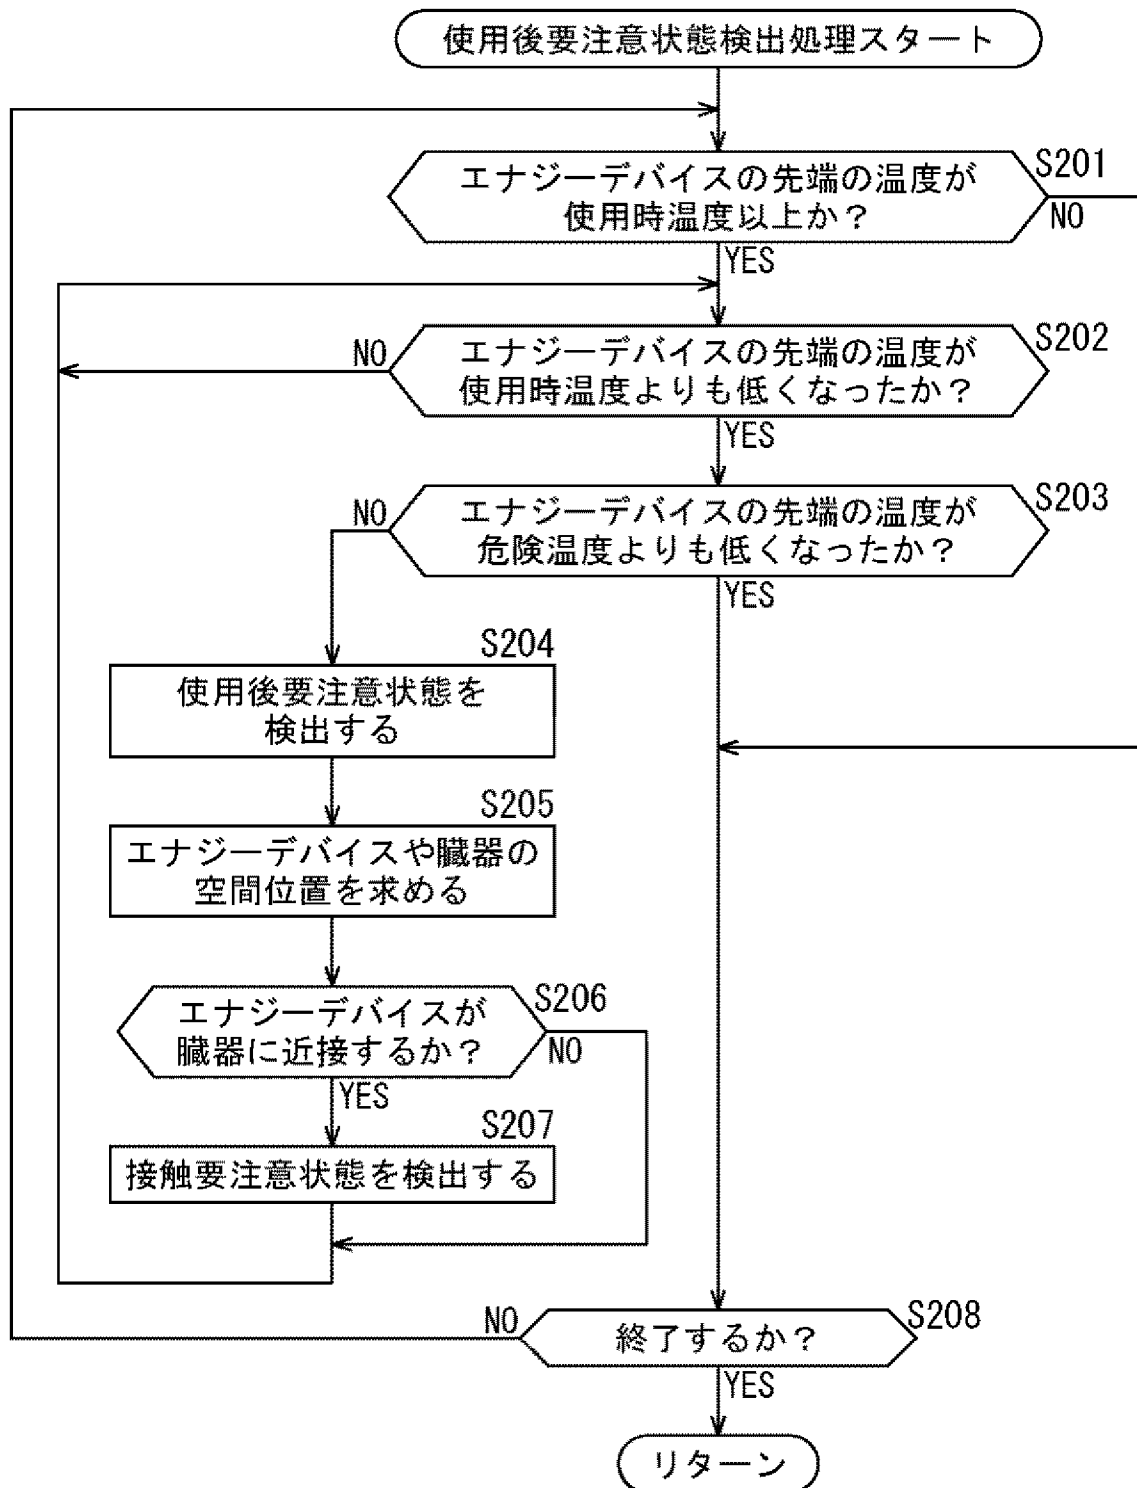 使用後要注意状態検出処理スタート
S201
エナジーデバイスの先端の温度が
使用時温度以上か？
NO
YES
S202
NO
エナジーデバイスの先端の温度が
使用時温度よりも低くなったか？
YES
S203
NO
エナジーデバイスの先端の温度が
危険温度よりも低くなったか？
YES
S204
使用後要注意状態を
検出する
S205
エナジーデバイスや臓器の
空間位置を求める
S206
エナジーデバイスが
臓器に近接するか？
NO
YES
S207
接触要注意状態を検出する
NO
S208
終了するか？
YES
リターン